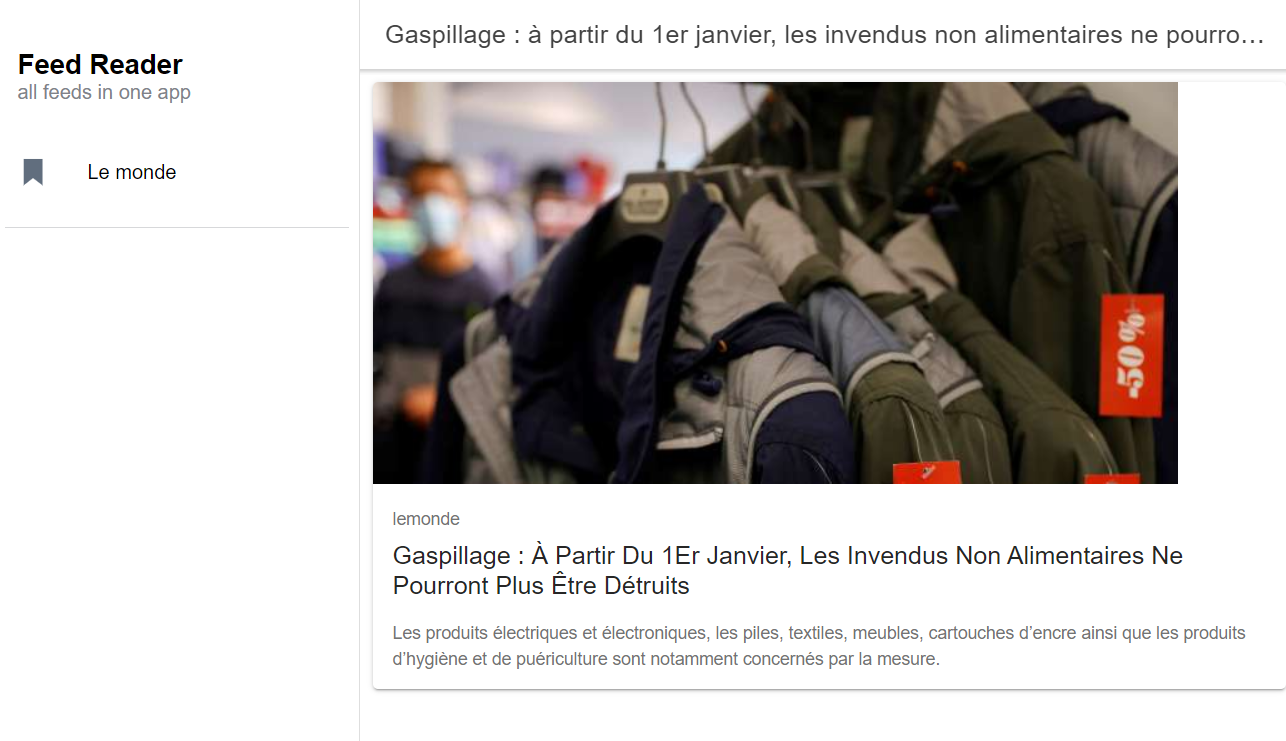 Feed Reader
all feeds in one app
Le monde
Gaspillage : à partir du 1er janvier, les invendus non alimentaires ne pourro…
-50%
lemonde
Gaspillage : À Partir Du 1Er Janvier, Les Invendus Non Alimentaires Ne
Pourront Plus Être Détruits
Les produits électriques et électroniques, les piles, textiles, meubles, cartouches d’encre ainsi que les produits
d’hygiène et de puériculture sont notamment concernés par la mesure.